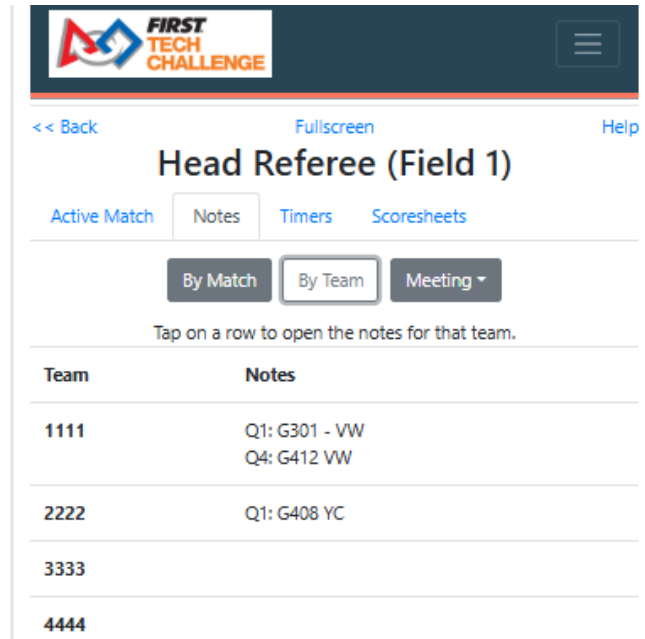 FIRST
TECH
CHALLENGE
<< Back Fullscreen Help
Head Referee (Field 1)
Active Match Notes Timers Scoresheets
By Match By Team Meeting
Tap on a row to open the notes for that team.
Team Notes
1111 Q1: G301 - VW
Q4: G412 VW
2222 Q1: G408 YC
3333
4444